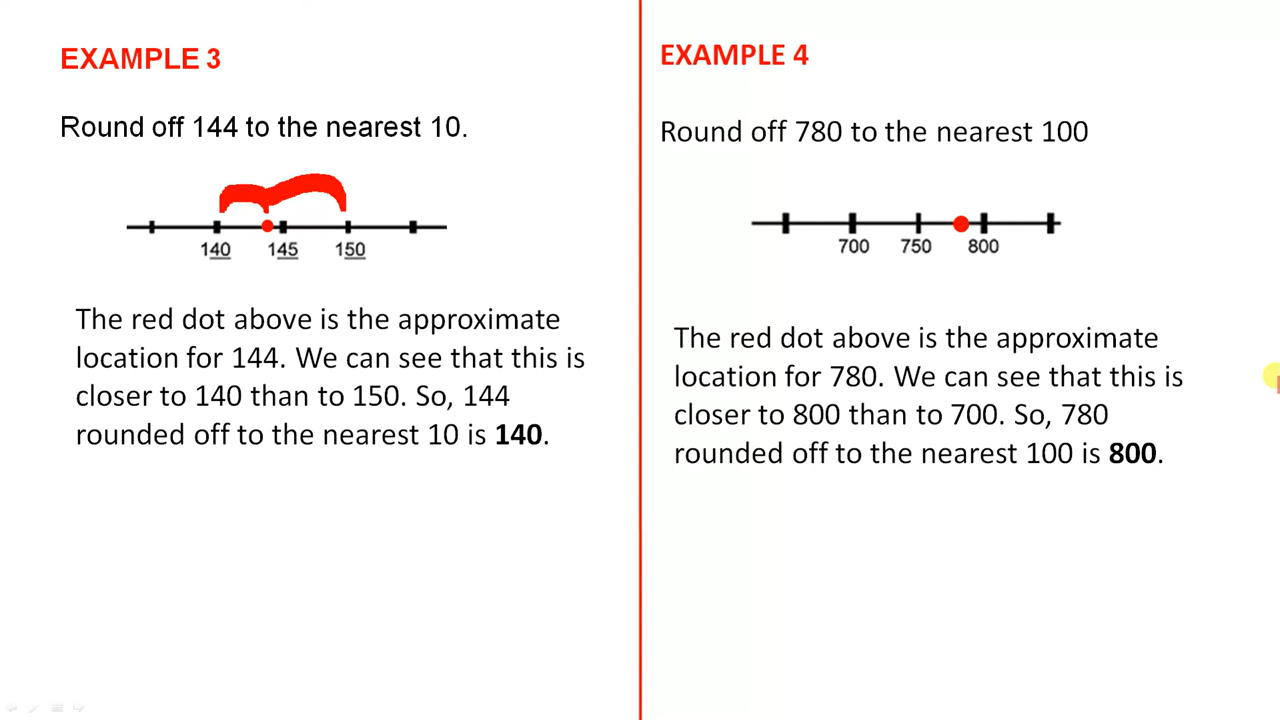 EXAMPLE 3
Round off 144 to the nearest 10.
140 145 150
The red dot above is the approximate
location for 144. We can see that this is
closer to 140 than to 150. So, 144
rounded off to the nearest 10 is 140.
EXAMPLE 4
Round off 780 to the nearest 100
700 750 800
The red dot above is the approximate
location for 780. We can see that this is
closer to 800 than to 700. So, 780
rounded off to the nearest 100 is 800.